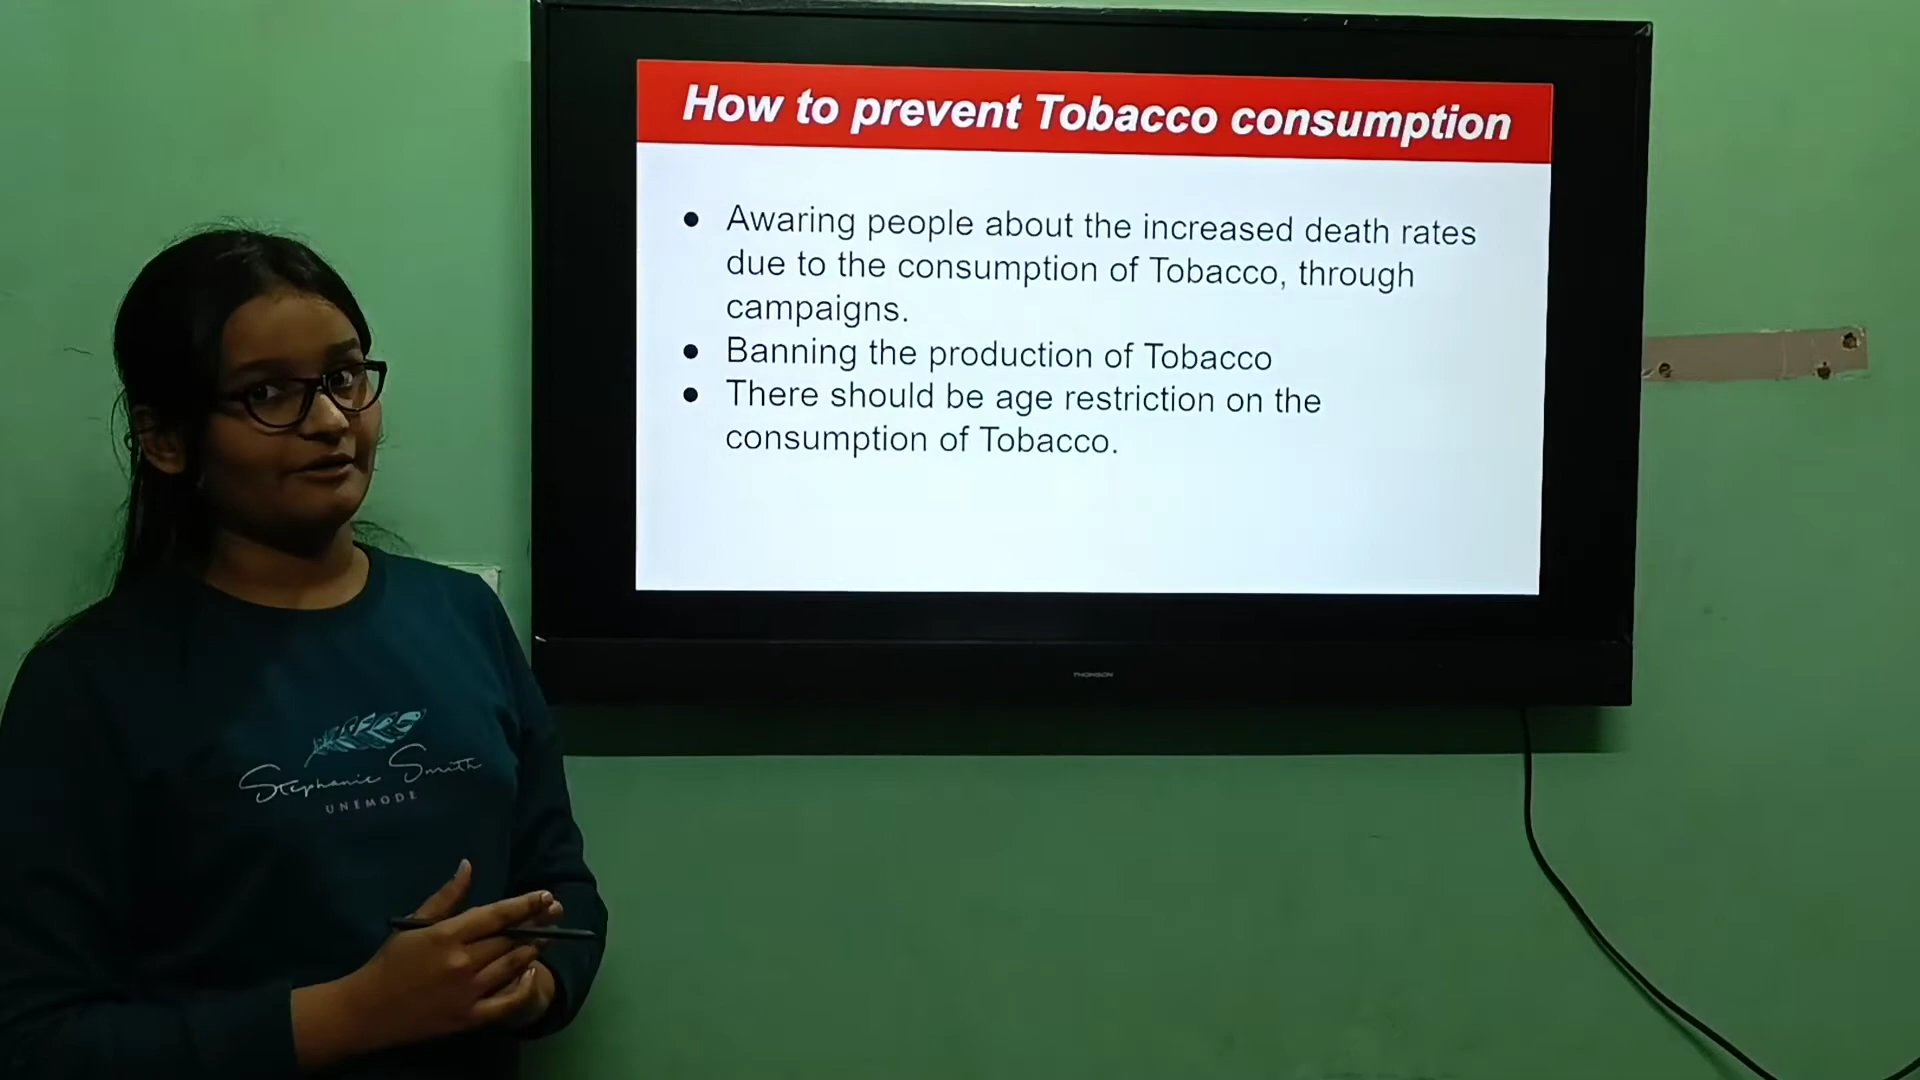 How to prevent Tobacco consumption
● Awaring people about the increased death rates
due to the consumption of Tobacco, through
campaigns.
● Banning the production of Tobacco
● There should be age restriction on the
consumption of Tobacco.
THOMSON
Stephanie Smith
UNEMODE